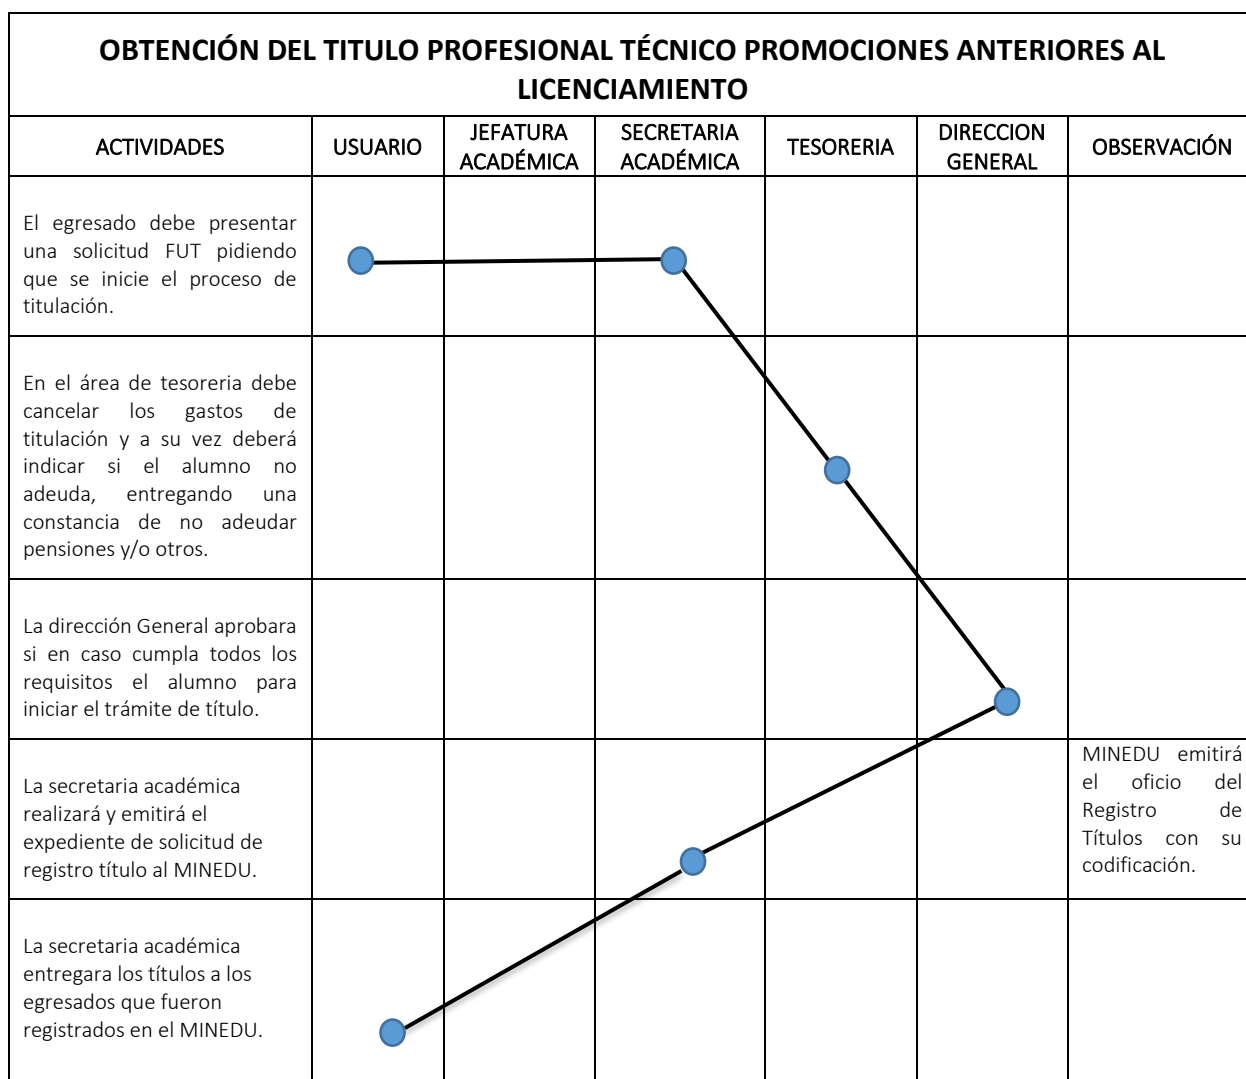 OBTENCIÓN DEL TITULO PROFESIONAL TÉCNICO PROMOCIONES ANTERIORES AL
LICENCIAMIENTO
ACTIVIDADES
USUARIO
JEFATURA
ACADÉMICA
SECRETARIA
ACADÉMICA
TESORERIA
DIRECCION
GENERAL
OBSERVACIÓN
El egresado debe presentar
una solicitud FUT pidiendo
que se inicie el proceso de
titulación.
En el área de tesoreria debe
cancelar los gastos de
titulación y a su vez deberá
indicar si el alumno no
adeuda, entregando una
constancia de no adeudar
pensiones y/o otros.
La dirección General aprobara
si en caso cumpla todos los
requisitos el alumno para
iniciar el trámite de título.
La secretaria académica
realizará y emitirá el
expediente de solicitud de
registro título al MINEDU.
MINEDU emitirá
el oficio del
Registro de
Títulos con su
codificación.
La secretaria académica
entregara los títulos a los
egresados que fueron
registrados en el MINEDU.